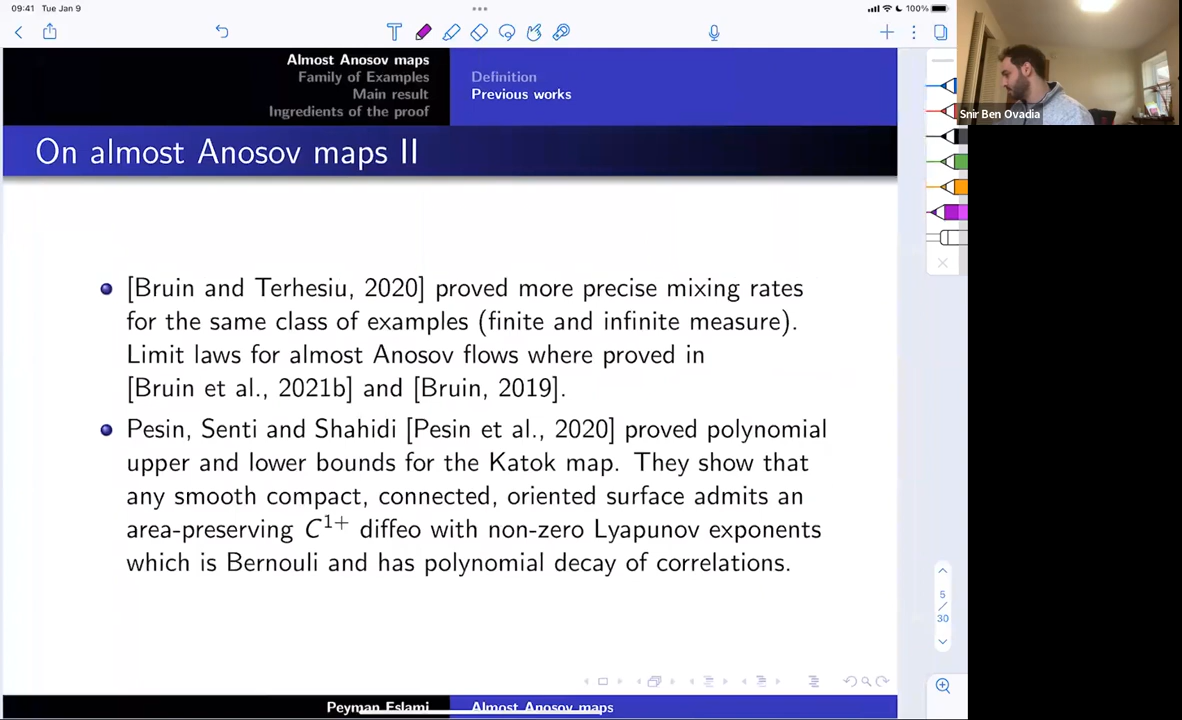 09:41 Tue Jan 9
100%
Almost Anosov maps
Family of Examples
Main result
Ingredients of the proof
Definition
Previous works
Snir Ben Ovadia
On almost Anosov maps II
[Bruin and Terhesiu, 2020] proved more precise mixing rates
for the same class of examples (finite and infinite measure).
Limit laws for almost Anosov flows where proved in
[Bruin et al., 2021b] and [Bruin, 2019].
Pesin, Senti and Shahidi [Pesin et al., 2020] proved polynomial
upper and lower bounds for the Katok map. They show that
any smooth compact, connected, oriented surface admits an
area-preserving C¹⁺ diffeo with non-zero Lyapunov exponents
which is Bernouli and has polynomial decay of correlations.
5
/
30
Peyman Eslami
Almost Anosov maps